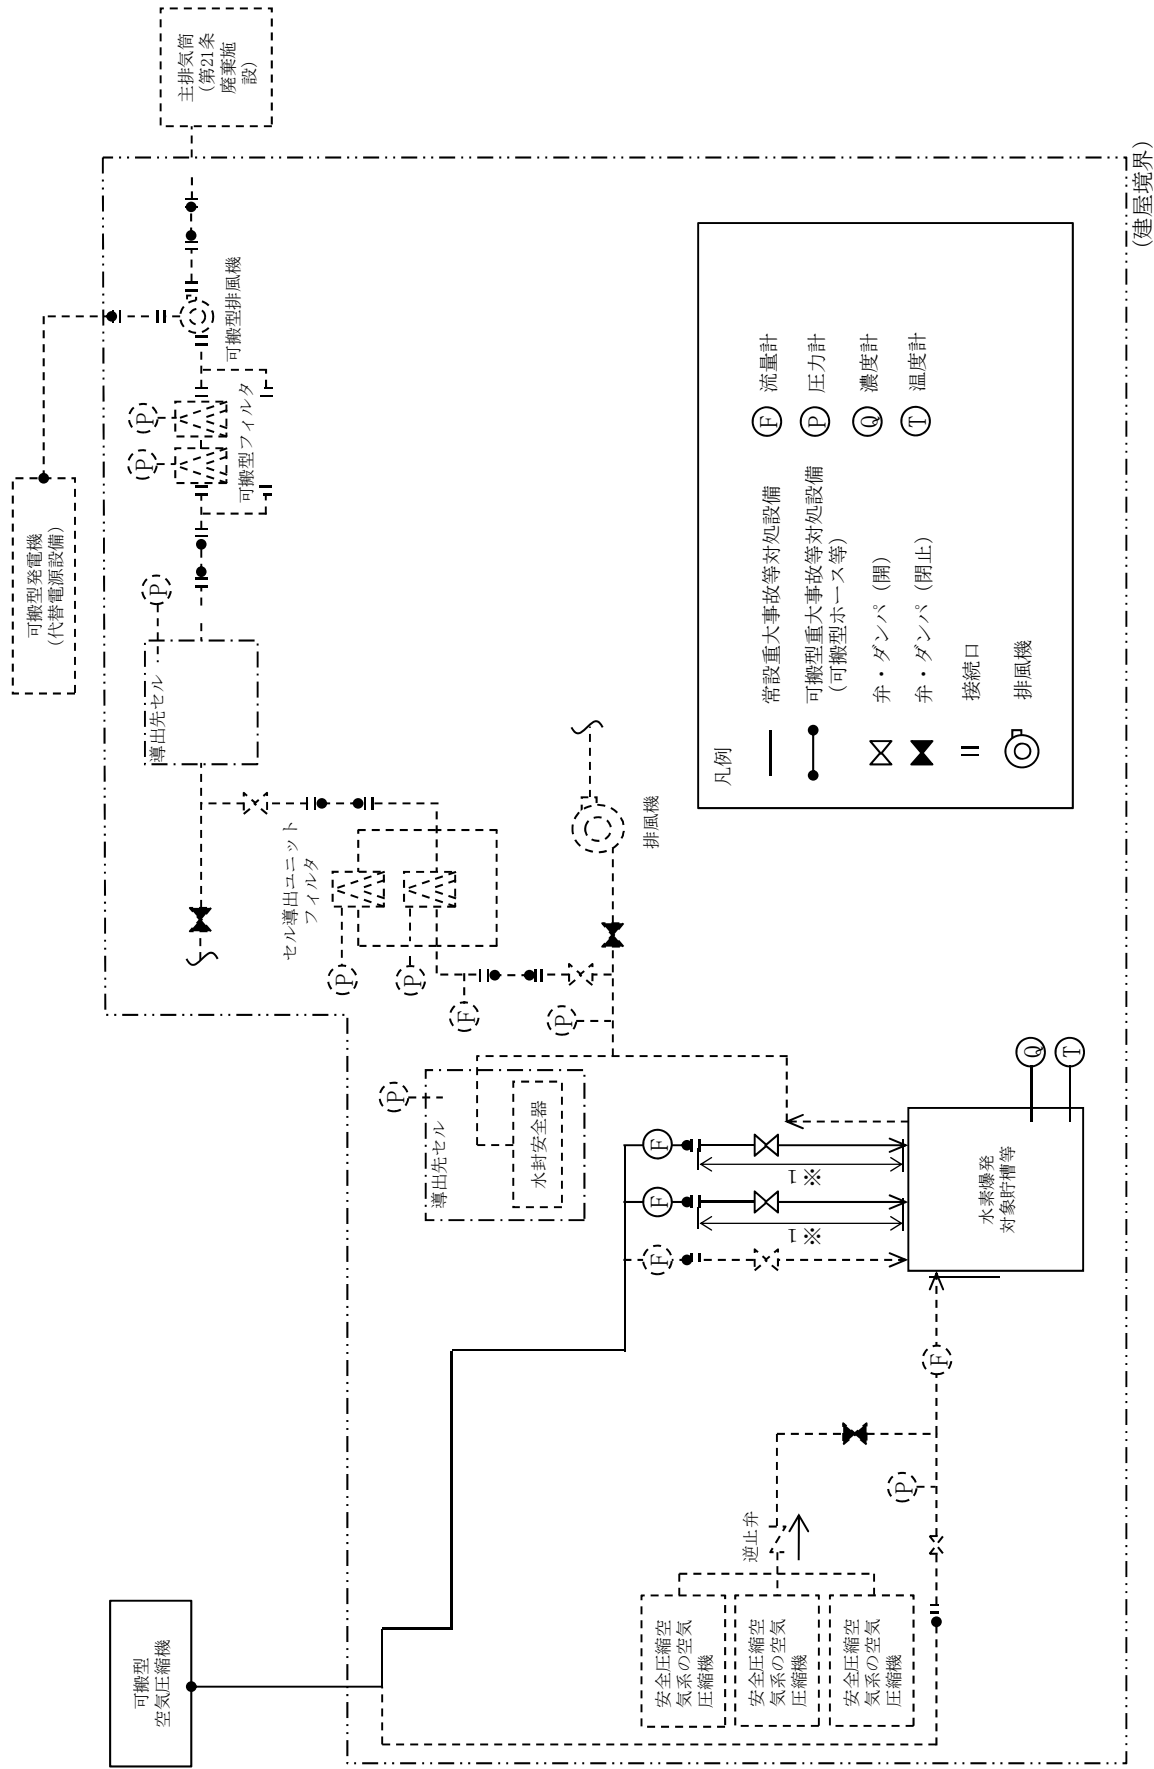 主排気筒
(第21条
廃棄施
設)
可搬型発電機
(代替電源設備)
可搬型排風機
可搬型フィルタ
P
P
P
導出先セル
セル導出ユニット
フィルタ
P
P
F
P
排風機
P
導出先セル
水封安全器
可搬型
空気圧縮機
F
F
F
※1
※1
水素爆発
対象貯槽等
Q
T
F
P
逆止弁
安全圧縮空
気系の空気
圧縮機
安全圧縮空
気系の空気
圧縮機
安全圧縮空
気系の空気
圧縮機
凡例
常設重大事故等対処設備
可搬型重大事故等対処設備
(可搬型ホース等)
弁・ダンパ (開)
弁・ダンパ (閉止)
接続口
排風機
F 流量計
P 圧力計
Q 濃度計
T 温度計
(建屋境界)